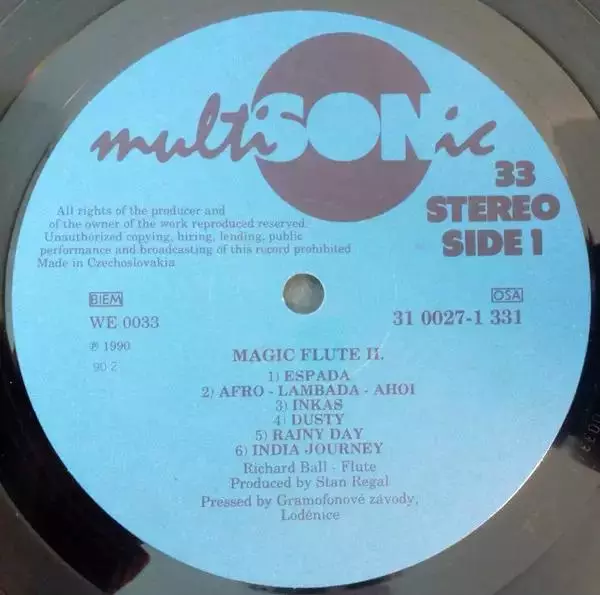 multiSONic
33
STEREO
SIDE 1
All rights of the producer and
of the owner of the work reproduced reserved.
Unauthorized copying, hiring, lending, public
performance and broadcasting of this record prohibited
Made in Czechoslovakia
BIEM
OSA
WE 0033
31 0027-1 331
℗ 1990
90 2
MAGIC FLUTE II.
1) ESPADA
2) AFRO - LAMBADA - AHOI
3) INKAS
4) DUSTY
5) RAINY DAY
6) INDIA JOURNEY
Richard Ball - Flute
Produced by Stan Regal
Pressed by Gramofonové závody,
Loděnice